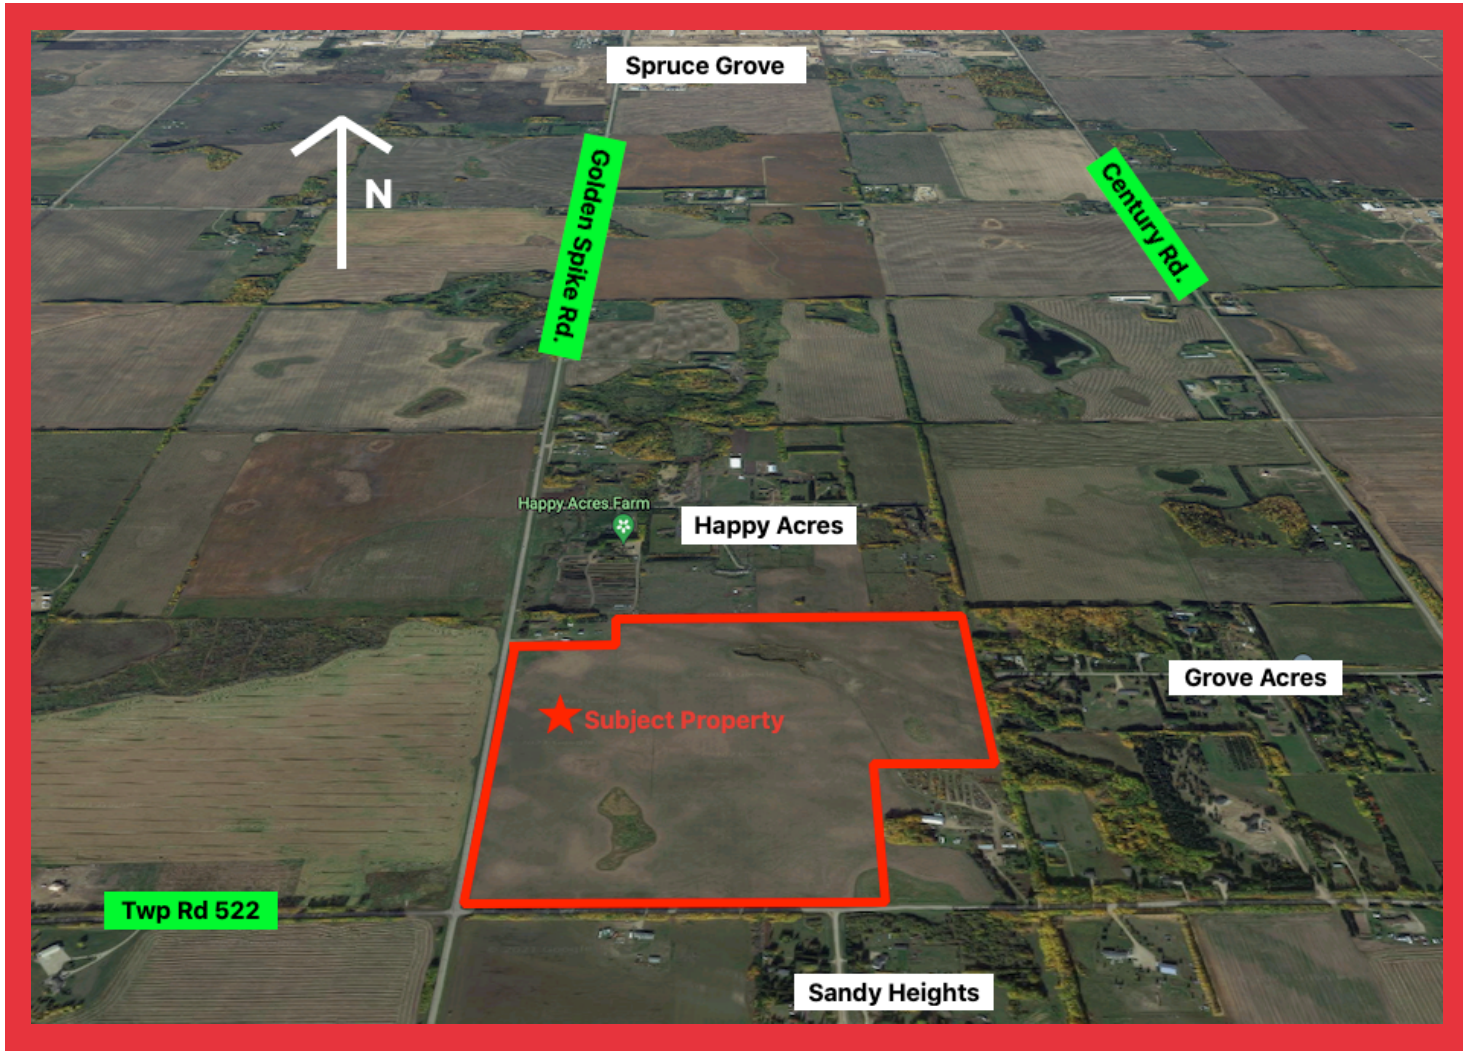 Spruce Grove
N
Golden Spike Rd.
Century Rd.
Happy Acres Farm
Happy Acres
Grove Acres
Subject Property
Twp Rd 522
Sandy Heights